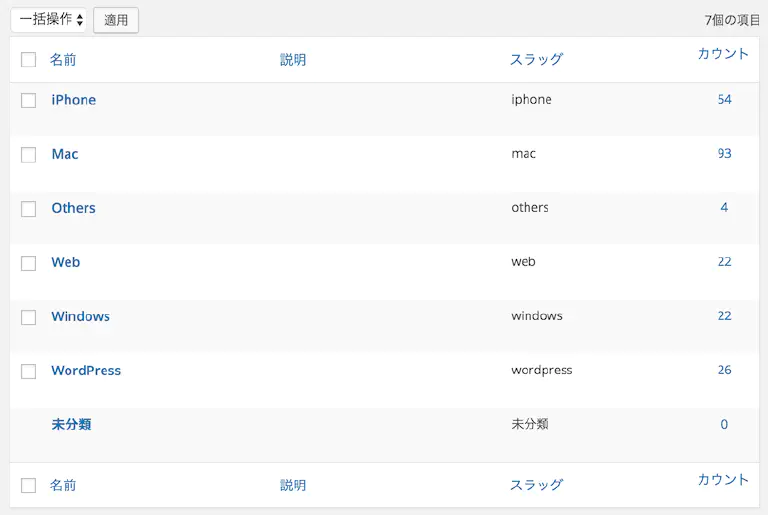 一括操作 適用 7個の項目
名前 説明 スラッグ カウント
iPhone iphone 54
Mac mac 93
Others others 4
Web web 22
Windows windows 22
WordPress wordpress 26
未分類 未分類 0
名前 説明 スラッグ カウント